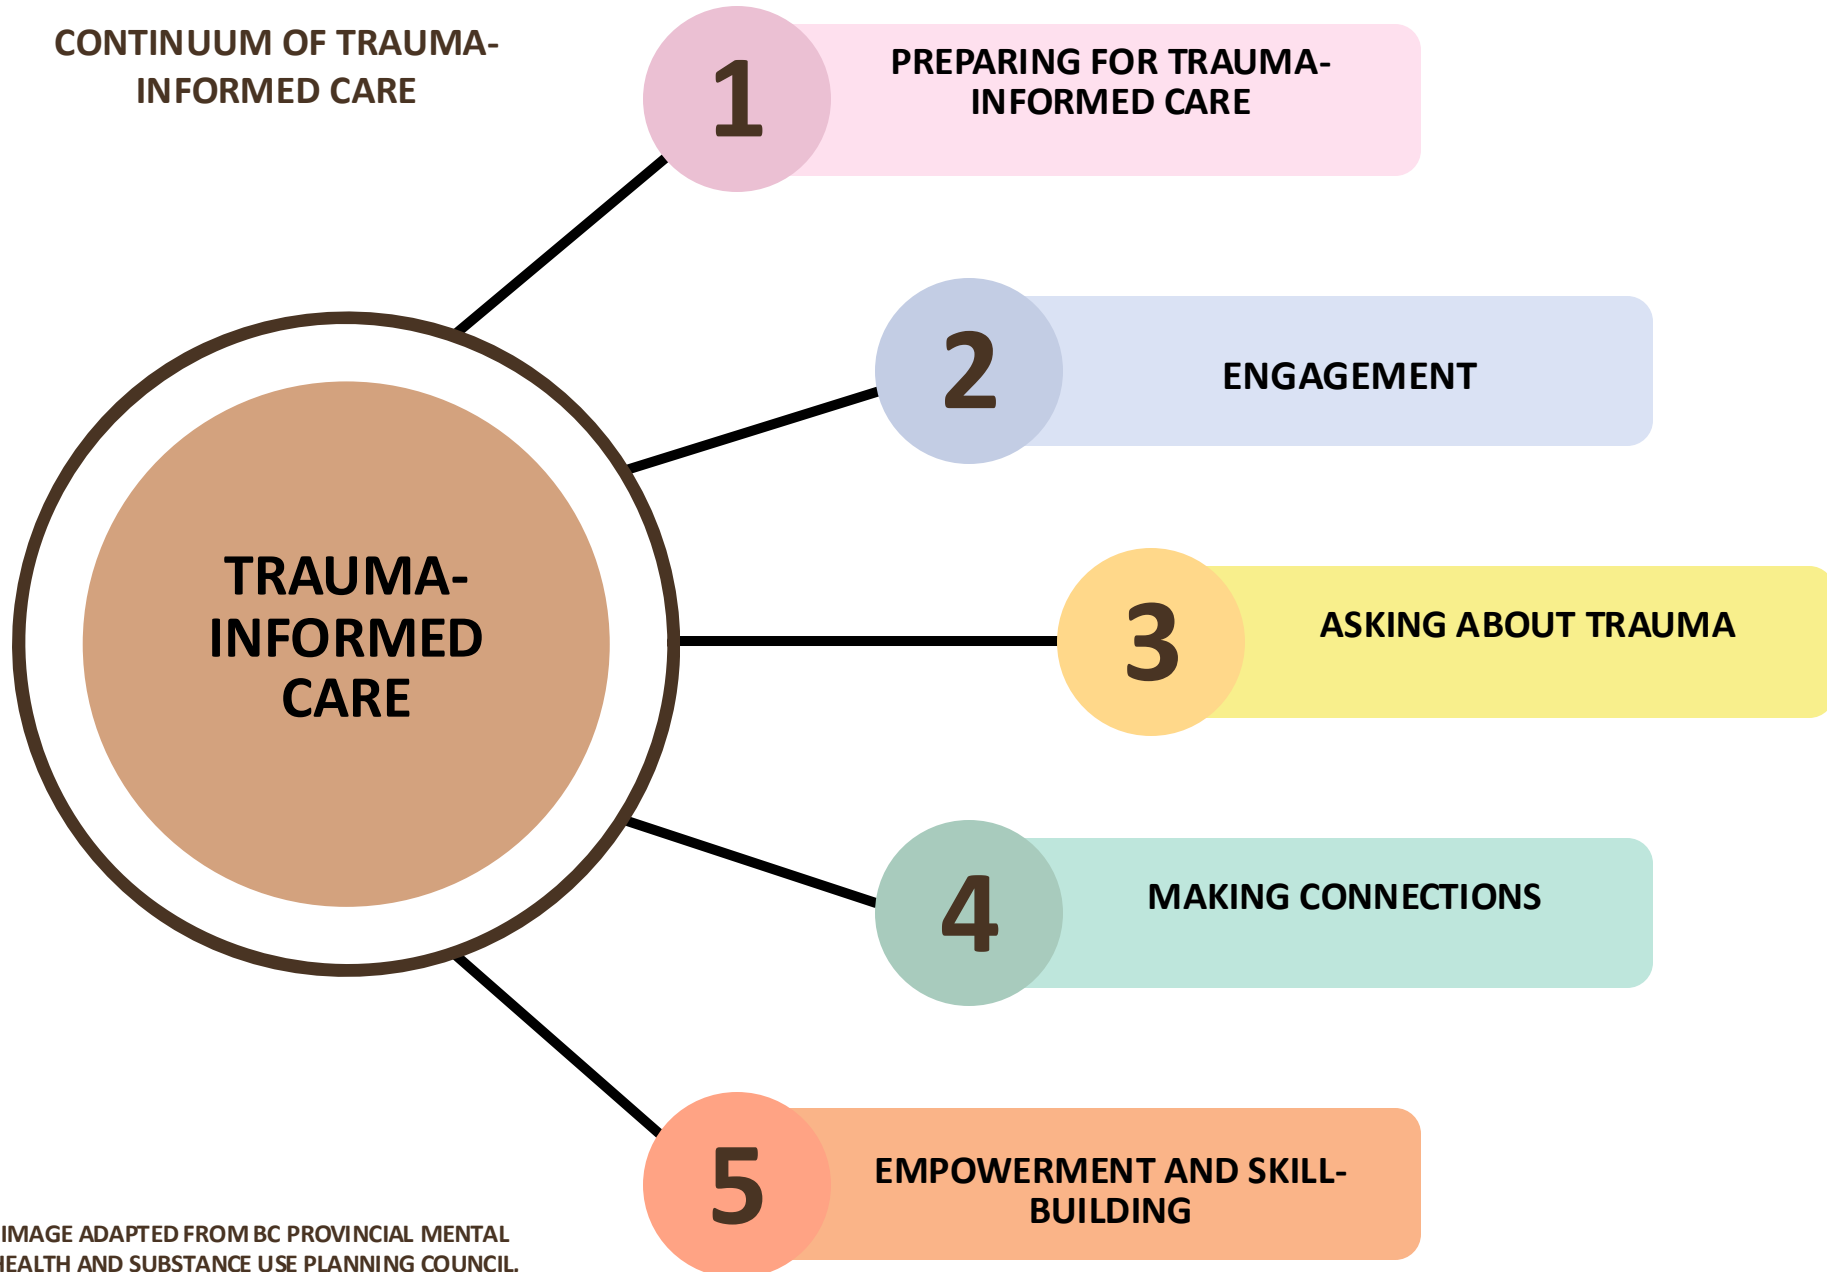 CONTINUUM OF TRAUMA-
INFORMED CARE
1
PREPARING FOR TRAUMA-
INFORMED CARE
2
ENGAGEMENT
TRAUMA-
INFORMED
CARE
3
ASKING ABOUT TRAUMA
4
MAKING CONNECTIONS
5
EMPOWERMENT AND SKILL-
BUILDING
IMAGE ADAPTED FROM BC PROVINCIAL MENTAL
HEALTH AND SUBSTANCE USE PLANNING COUNCIL.